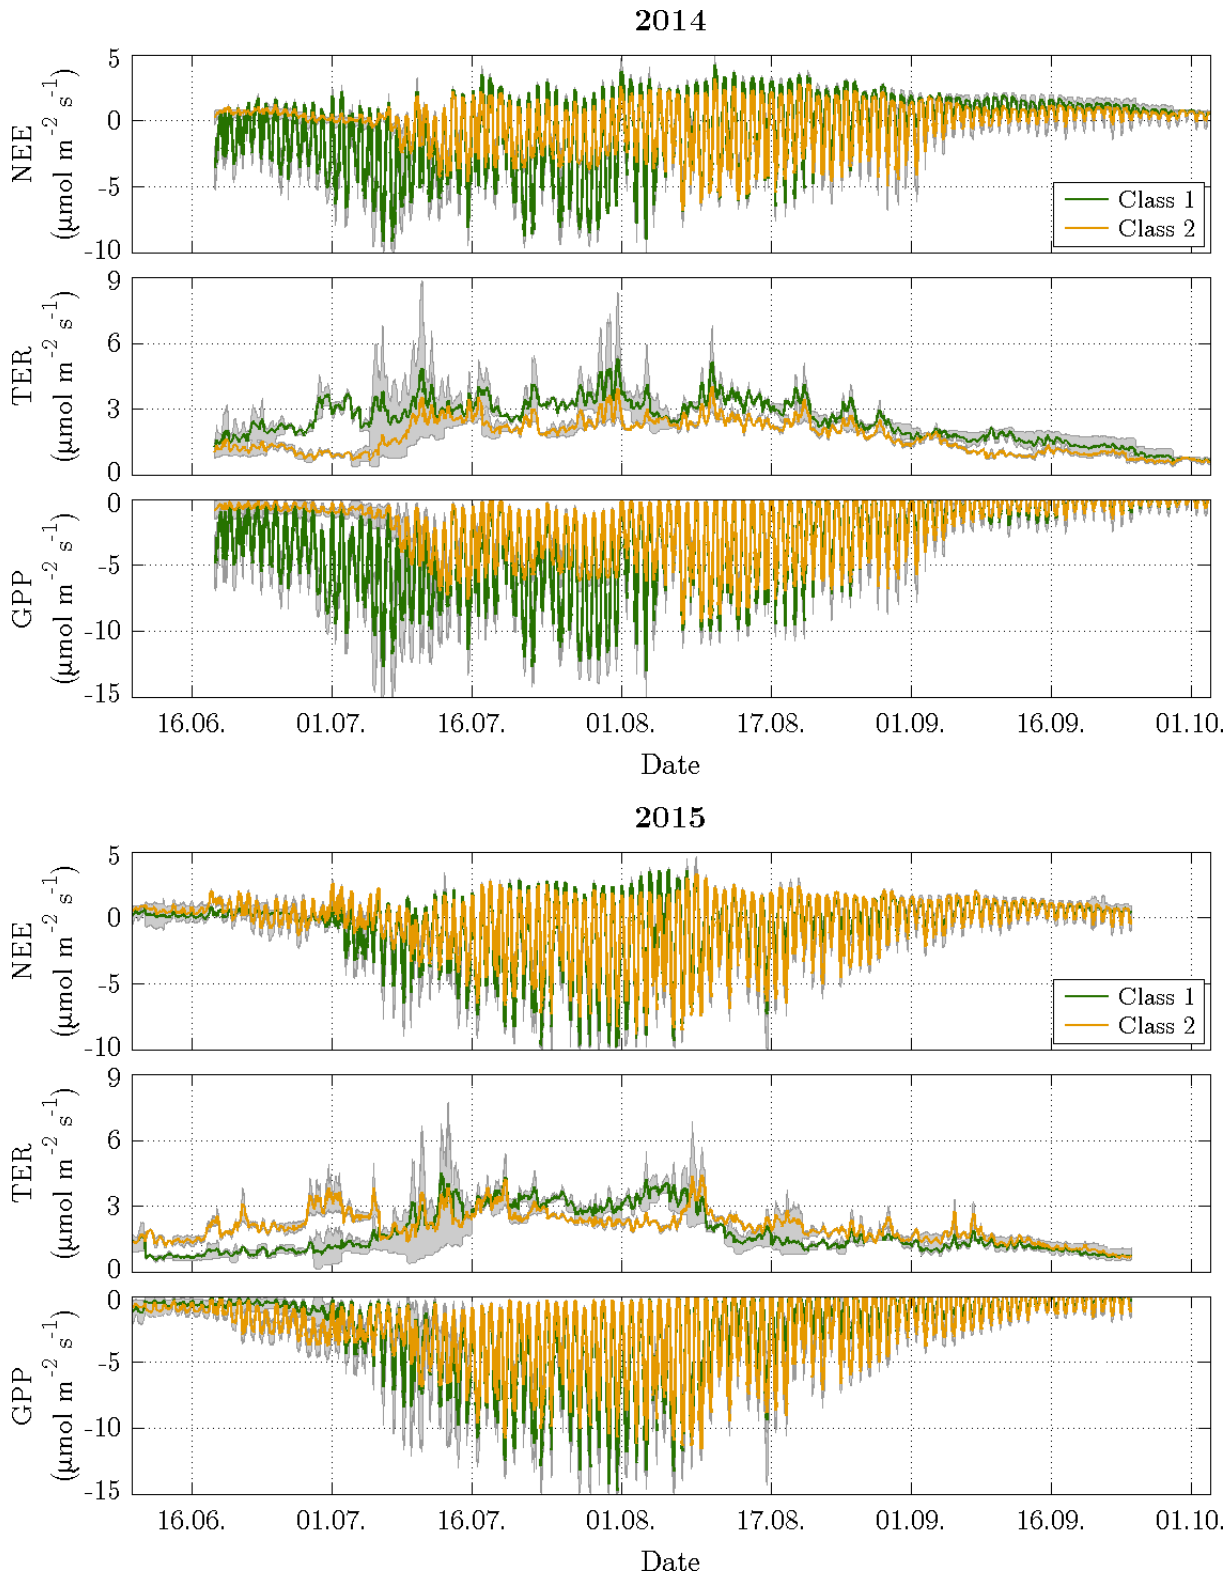 2014
5
0
-5
-10
NEE
(µmol m-2 s-1)
Class 1
Class 2
9
6
3
0
TER
(µmol m-2 s-1)
0
-5
-10
-15
GPP
(µmol m-2 s-1)
16.06. 01.07. 16.07. 01.08. 17.08. 01.09. 16.09. 01.10.
Date
2015
5
0
-5
-10
NEE
(µmol m-2 s-1)
Class 1
Class 2
9
6
3
0
TER
(µmol m-2 s-1)
0
-5
-10
-15
GPP
(µmol m-2 s-1)
16.06. 01.07. 16.07. 01.08. 17.08. 01.09. 16.09. 01.10.
Date